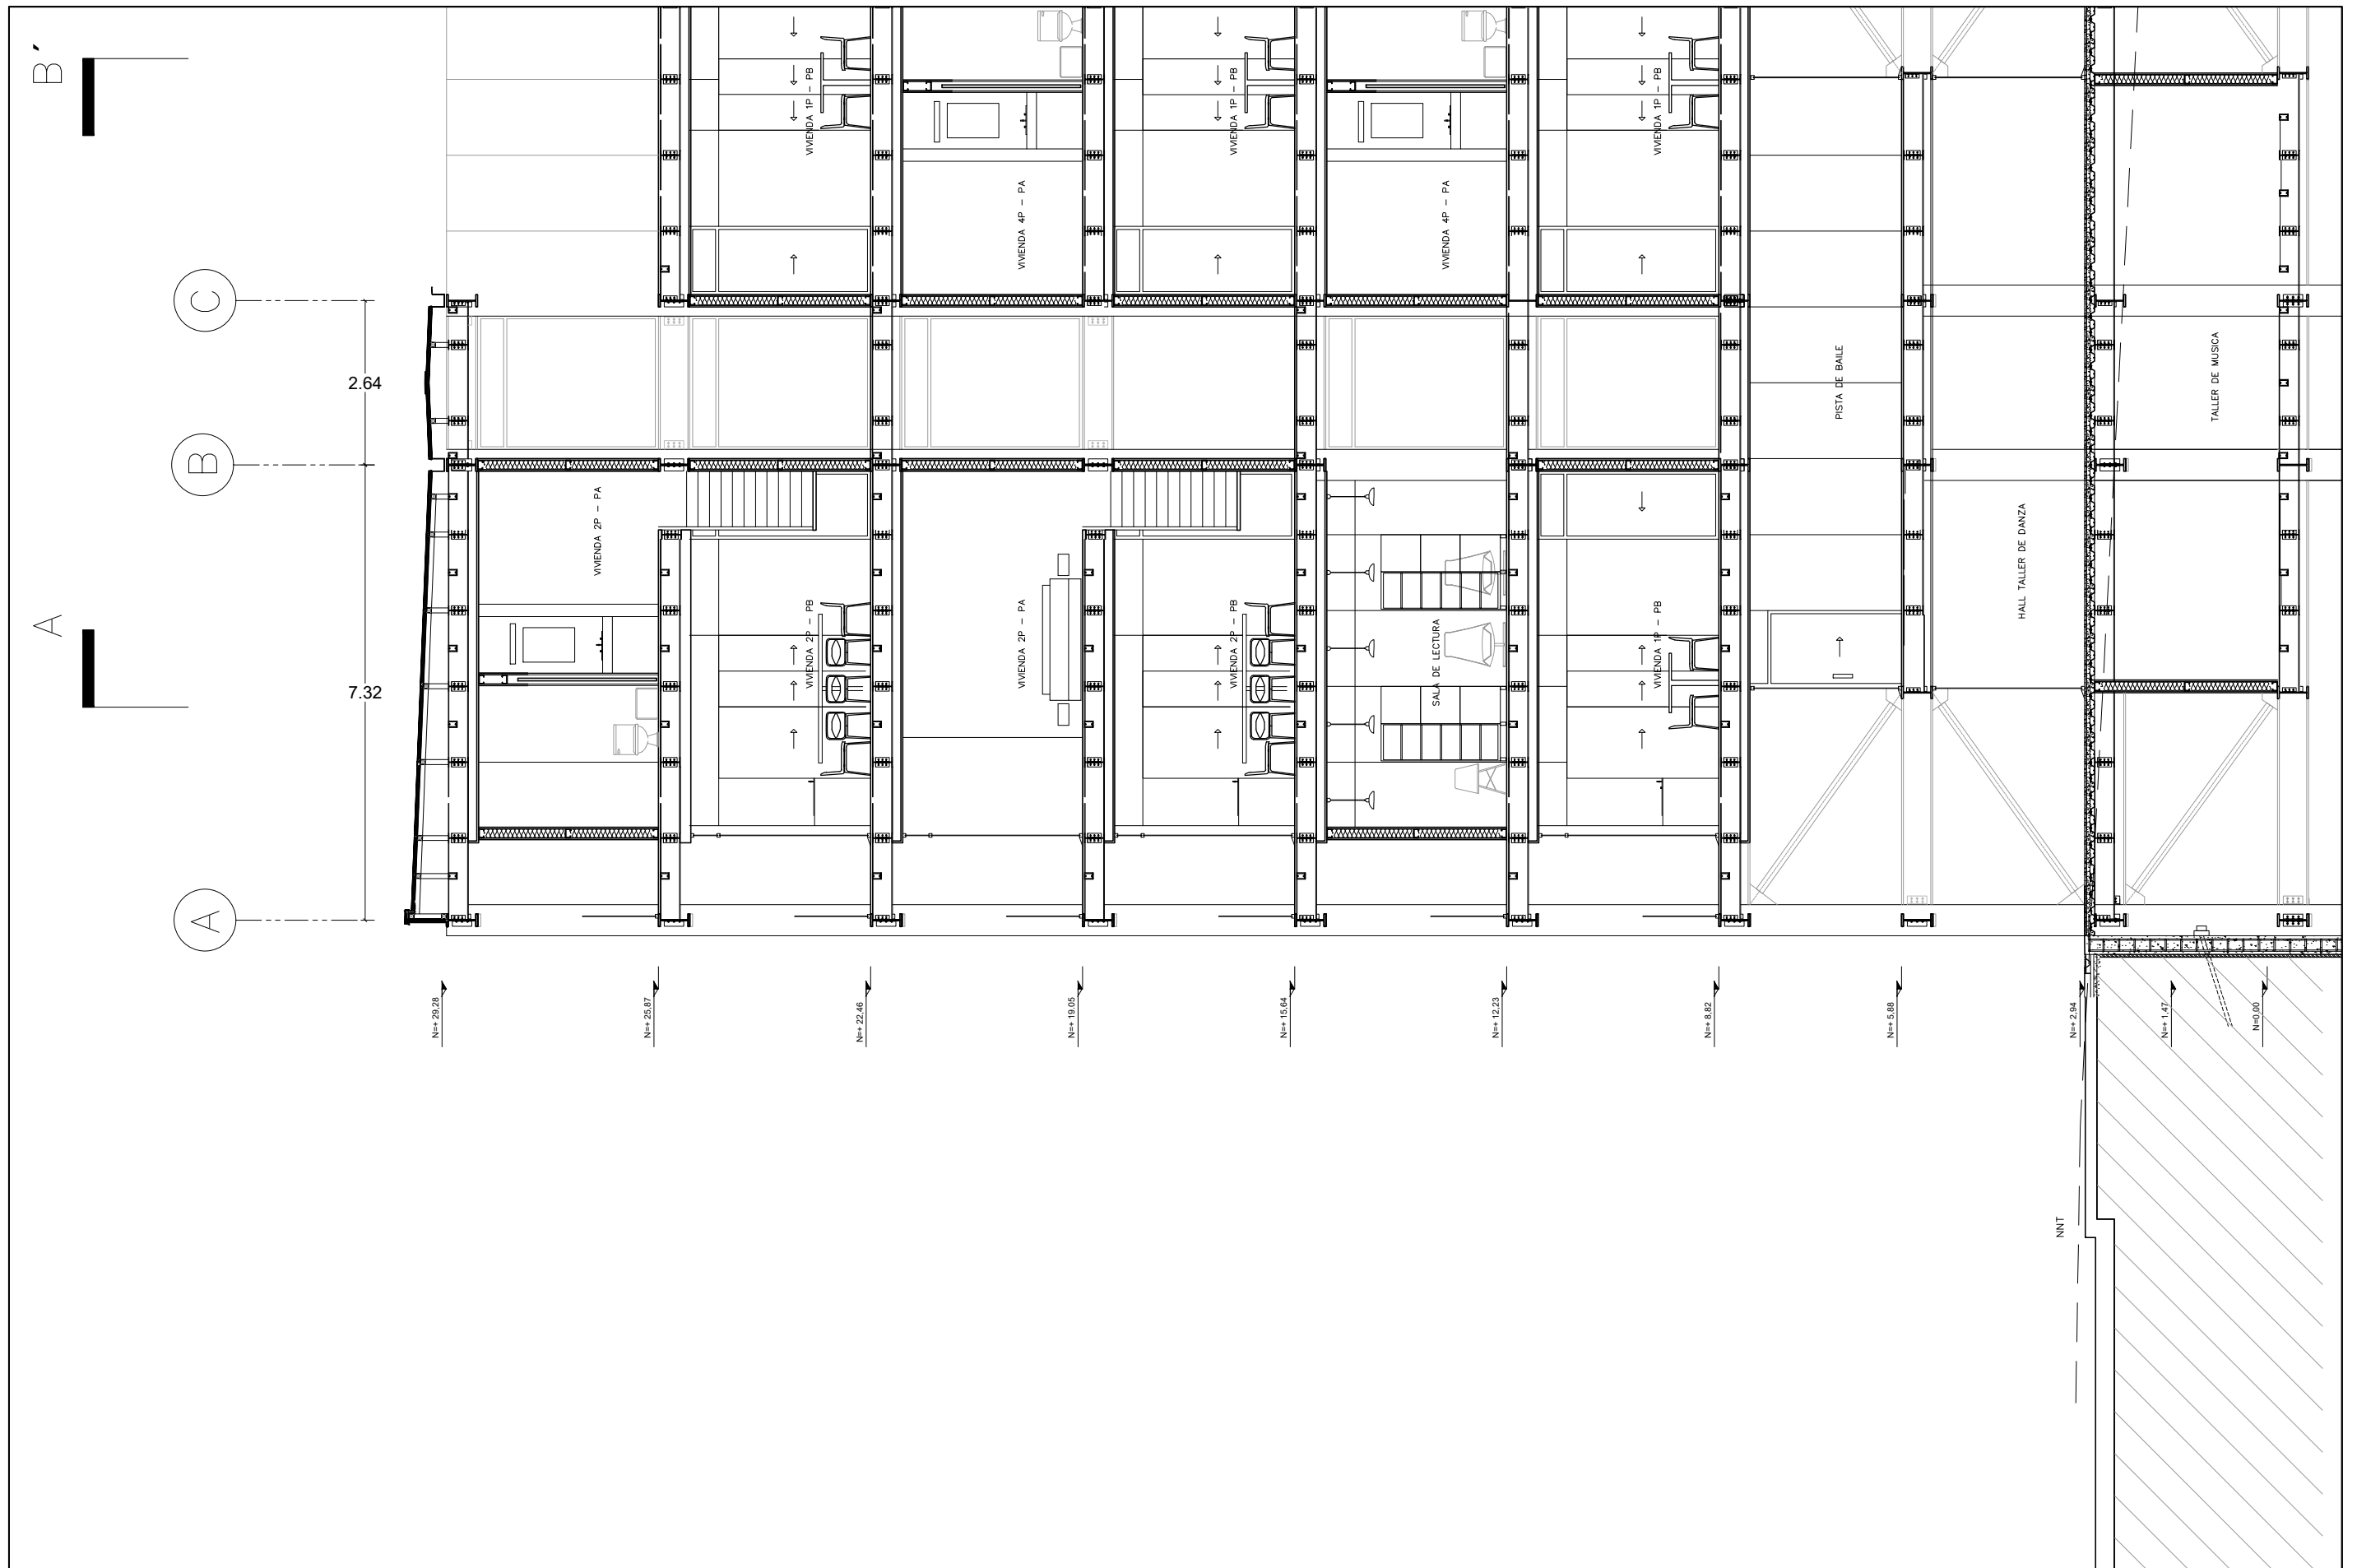 A
B´
A
B
C
7.32
2.64
N=+ 29,28
VIVIENDA 2P – PA
N=+ 25,87
VIVIENDA 2P – PB
VIVIENDA 1P – PB
N=+ 22,46
VIVIENDA 2P – PA
VIVIENDA 4P – PA
N=+ 19.05
VIVIENDA 2P – PB
VIVIENDA 1P – PB
N=+ 15,64
SALA DE LECTURA
VIVIENDA 4P – PA
N=+ 12,23
VIVIENDA 1P – PB
VIVIENDA 1P – PB
N=+ 8,82
PISTA DE BAILE
N=+ 5,88
HALL TALLER DE DANZA
NNT
N=+ 2,94
N=+ 1,47
TALLER DE MUSICA
N=0,00